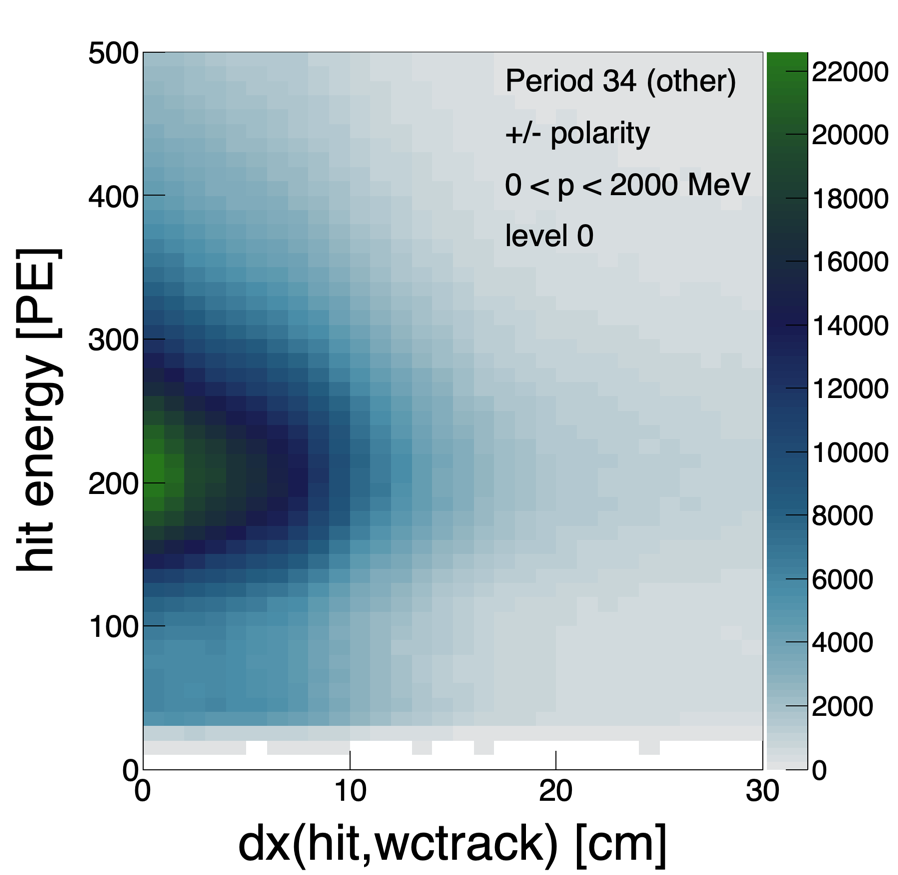 500
400
300
200
100
0
hit energy [PE]
Period 34 (other)
+/- polarity
0 < p < 2000 MeV
level 0
22000
20000
18000
16000
14000
12000
10000
8000
6000
4000
2000
0
0 10 20 30
dx(hit,wctrack) [cm]